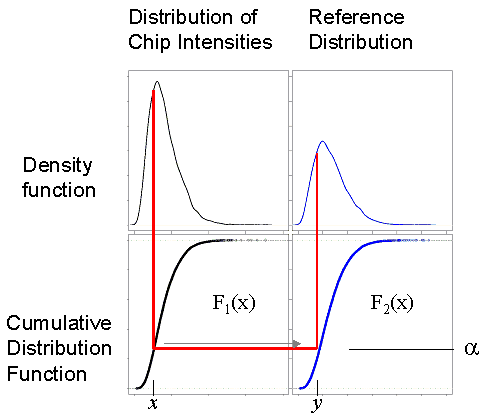 Distribution of
Chip Intensities
Reference
Distribution
Density
function
Cumulative
Distribution
Function
F₁(x)
F₂(x)
α
x
y